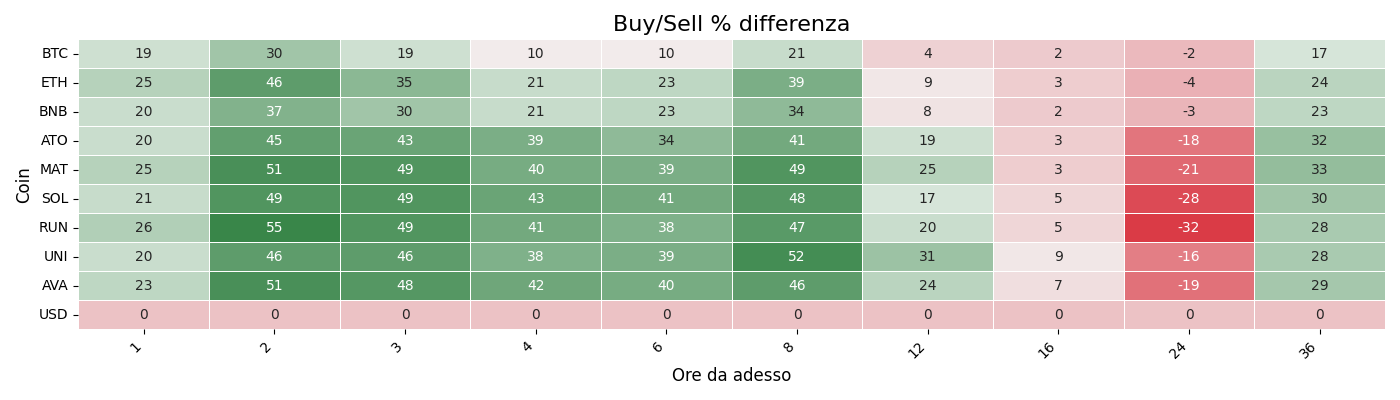 Buy/Sell % differenza
Coin
BTC 19 30 19 10 10 21 4 2 -2 17
ETH 25 46 35 21 23 39 9 3 -4 24
BNB 20 37 30 21 23 34 8 2 -3 23
ATO 20 45 43 39 34 41 19 3 -18 32
MAT 25 51 49 40 39 49 25 3 -21 33
SOL 21 49 49 43 41 48 17 5 -28 30
RUN 26 55 49 41 38 47 20 5 -32 28
UNI 20 46 46 38 39 52 31 9 -16 28
AVA 23 51 48 42 40 46 24 7 -19 29
USD 0 0 0 0 0 0 0 0 0 0
1 2 3 4 6 8 12 16 24 36
Ore da adesso